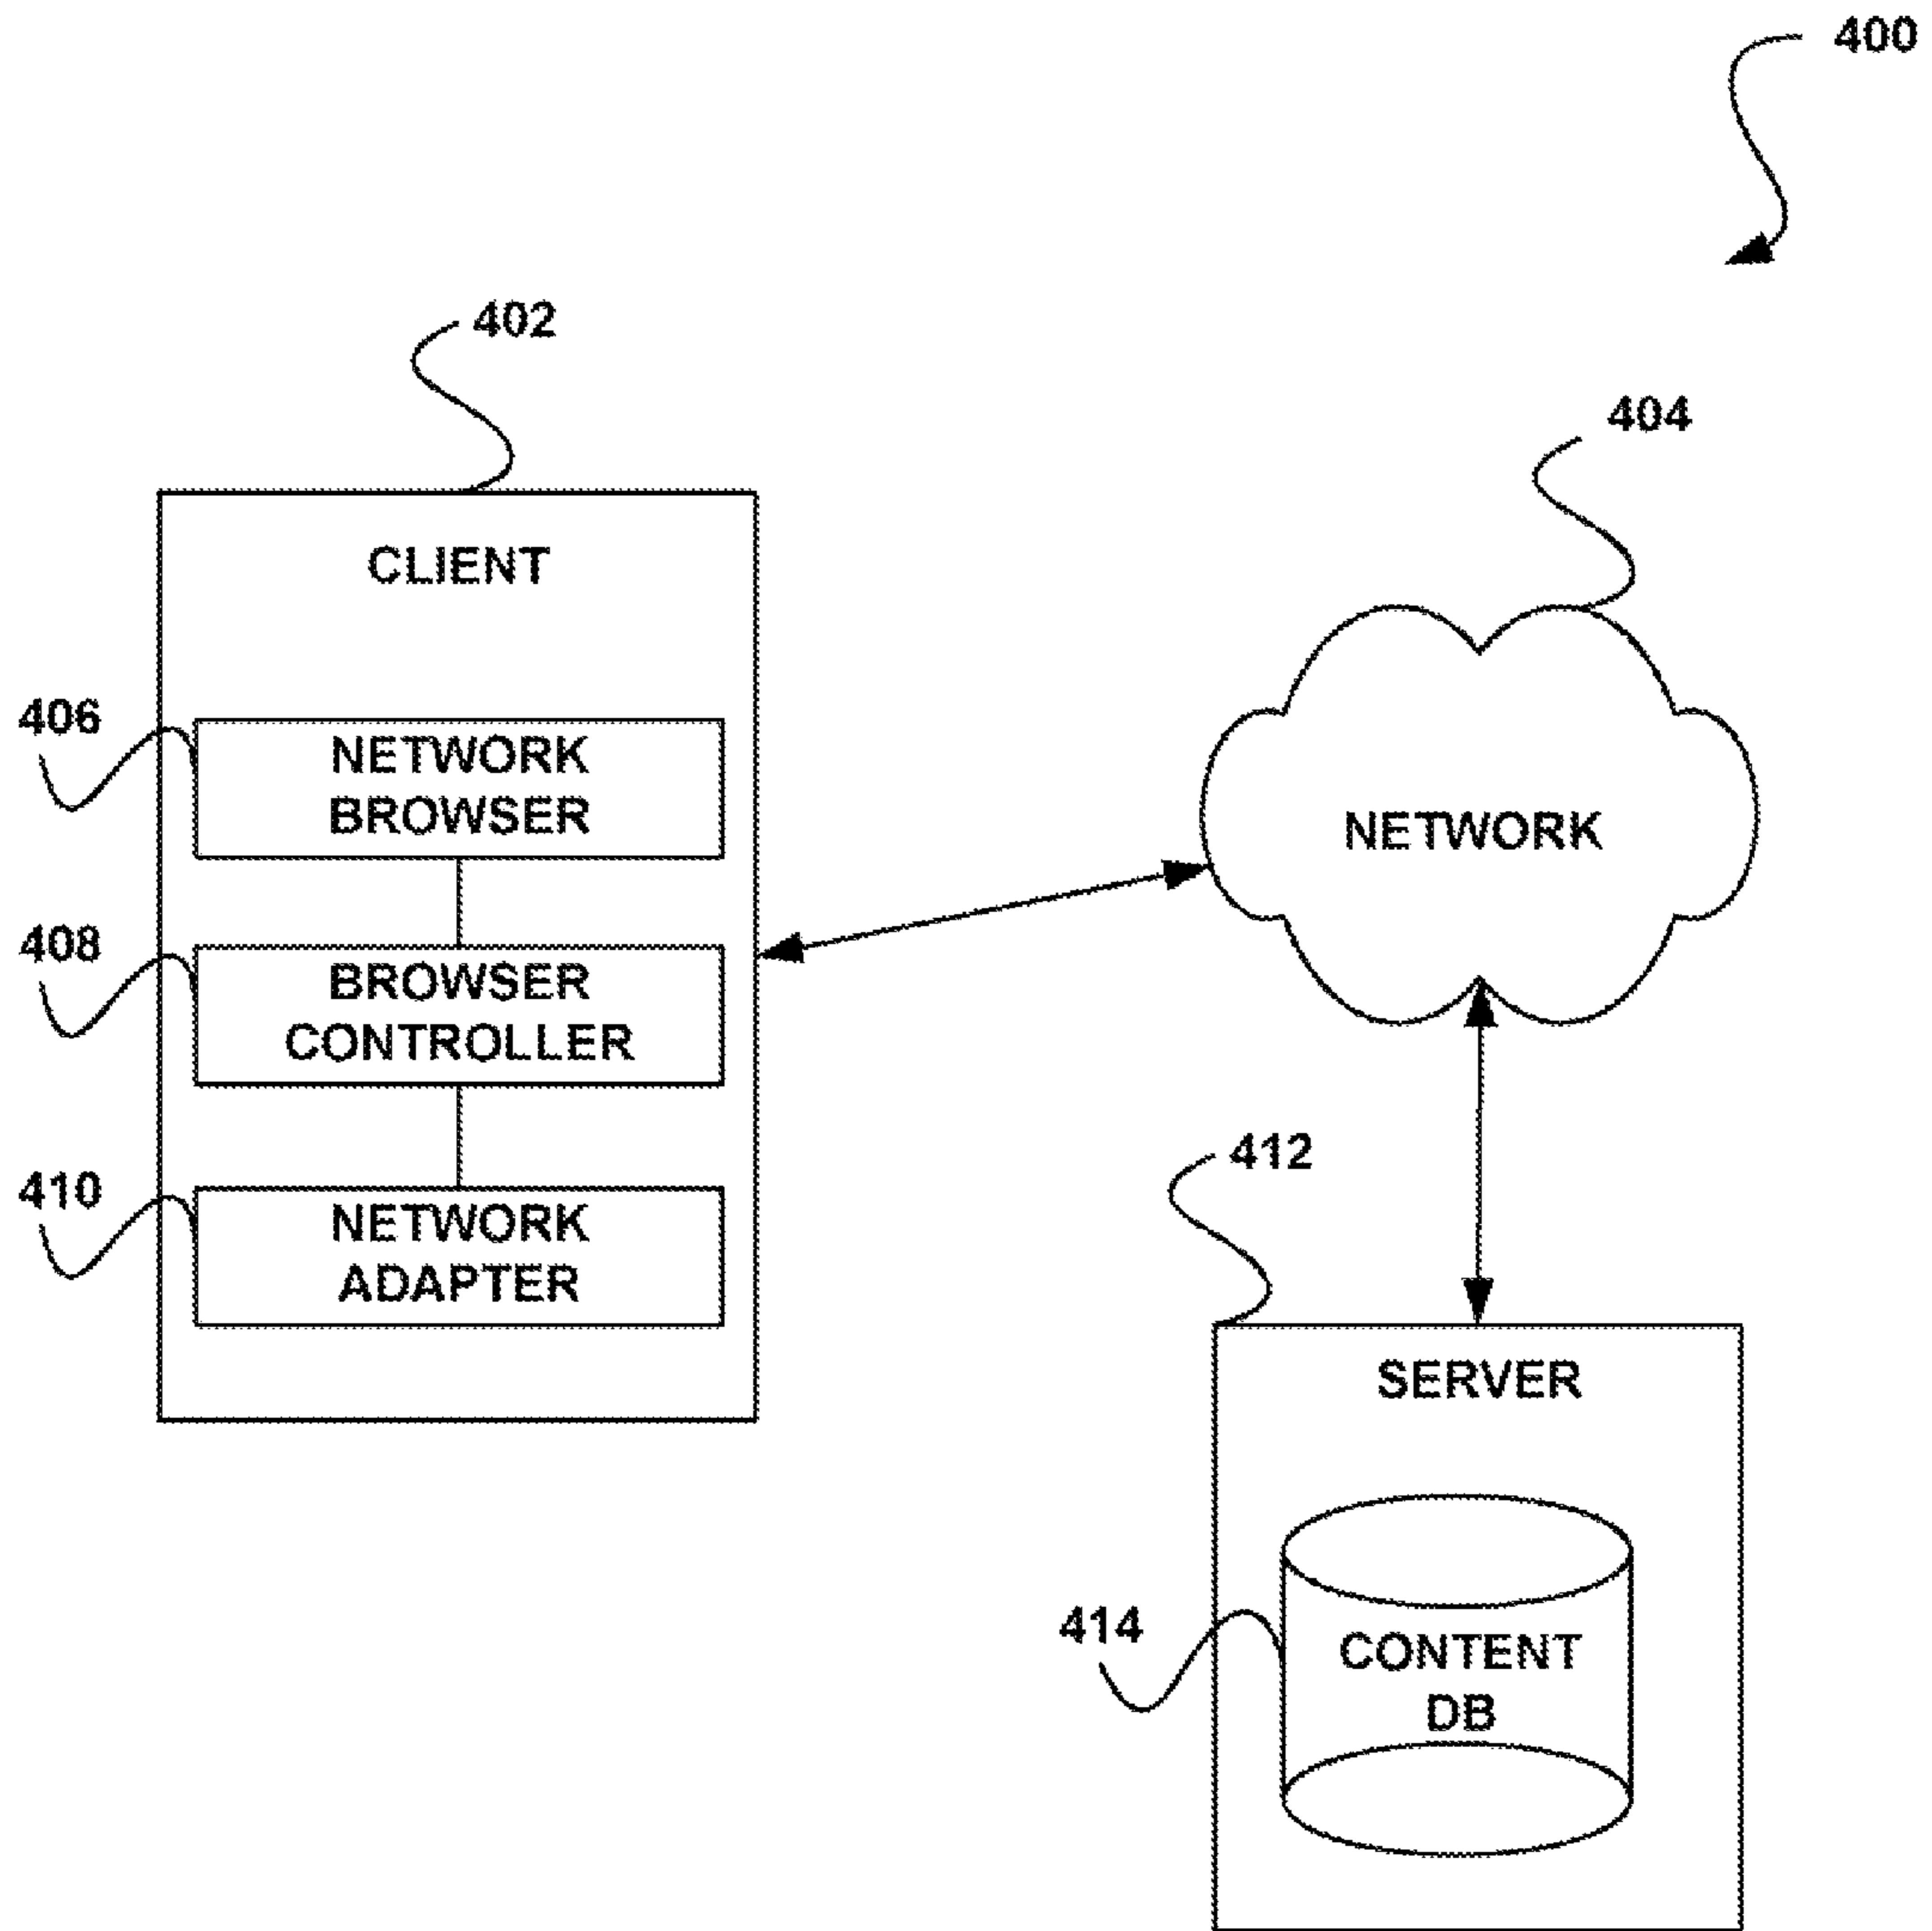 400
402
404
CLIENT
406
NETWORK
BROWSER
NETWORK
408
BROWSER
CONTROLLER
412
410
NETWORK
ADAPTER
SERVER
414
CONTENT
DB